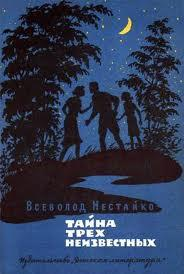 Всеволод Нестайко
ТАЙНА
ТРЕХ
НЕИЗВЕСТНЫХ
Издательство „Детская литература"